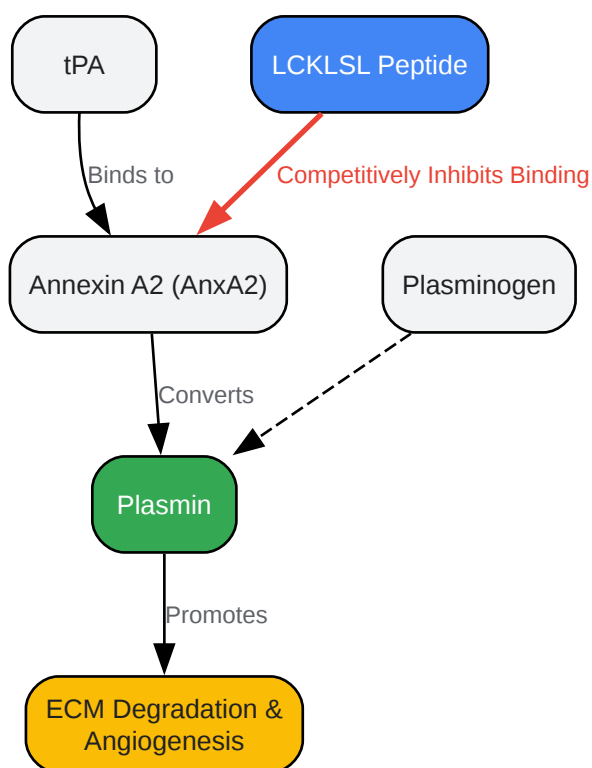 tPA
LCKLSL Peptide
Binds to
Competitively Inhibits Binding
Annexin A2 (AnxA2)
Plasminogen
Converts
Plasmin
Promotes
ECM Degradation &
Angiogenesis